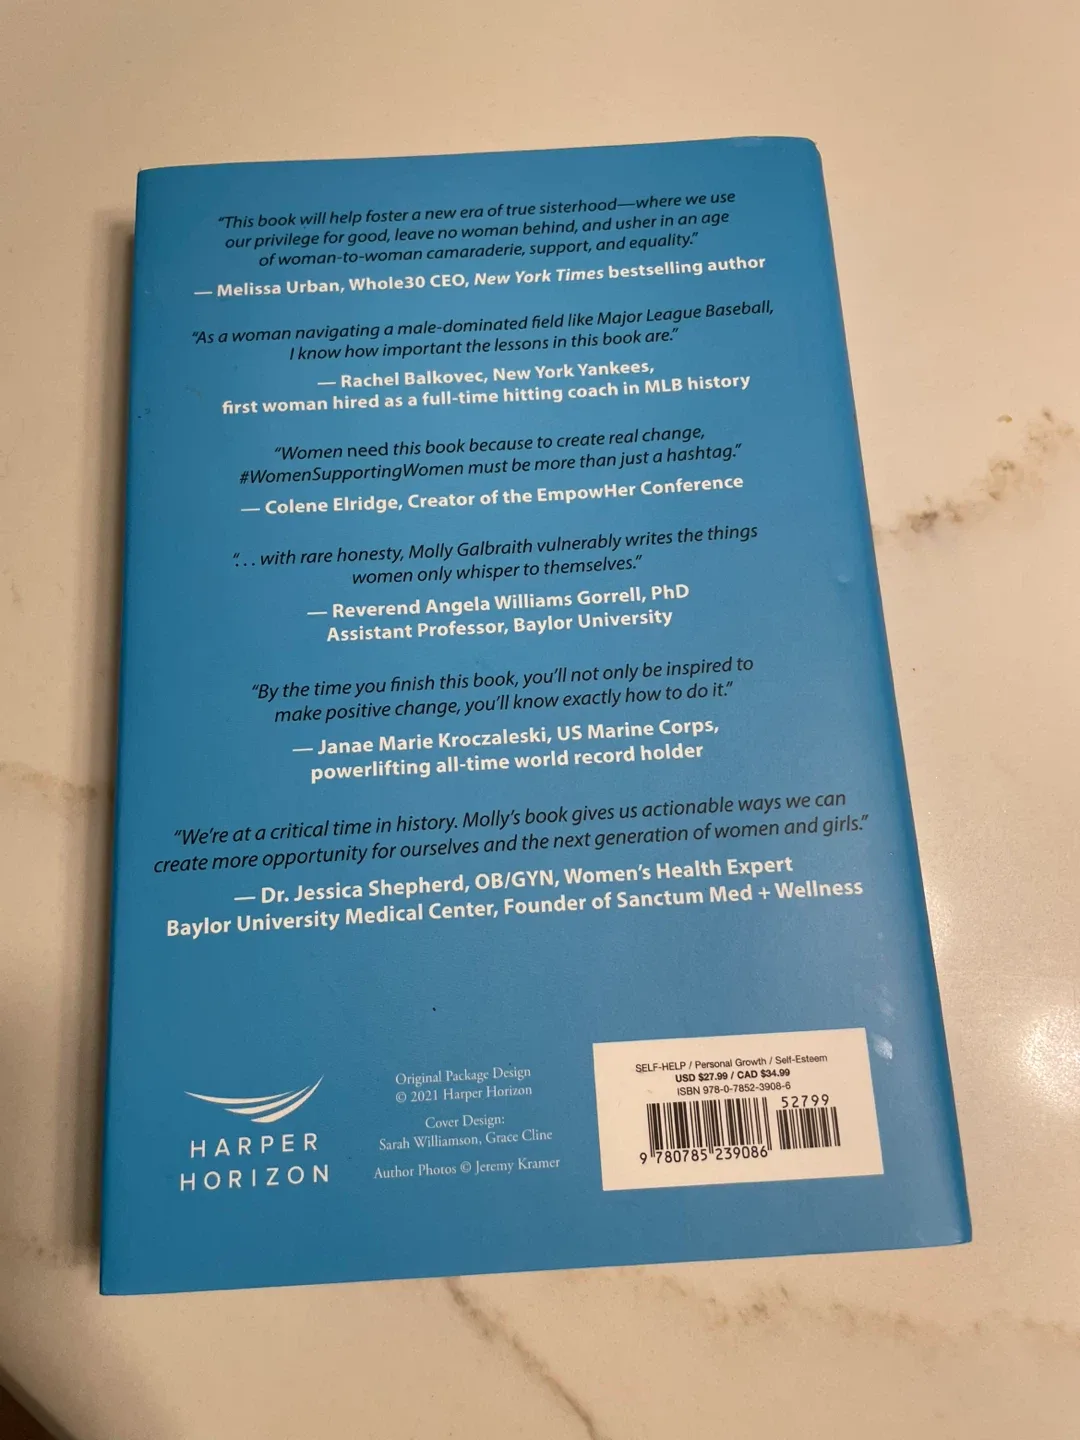 “This book will help foster a new era of true sisterhood—where we use
our privilege for good, leave no woman behind, and usher in an age
of woman-to-woman camaraderie, support, and equality.”
— Melissa Urban, Whole30 CEO, New York Times bestselling author
“As a woman navigating a male-dominated field like Major League Baseball,
I know how important the lessons in this book are.”
— Rachel Balkovec, New York Yankees,
first woman hired as a full-time hitting coach in MLB history
“Women need this book because to create real change,
#WomenSupportingWomen must be more than just a hashtag.”
— Colene Elridge, Creator of the EmpowHer Conference
“. . . with rare honesty, Molly Galbraith vulnerably writes the things
women only whisper to themselves.”
— Reverend Angela Williams Gorrell, PhD
Assistant Professor, Baylor University
“By the time you finish this book, you’ll not only be inspired to
make positive change, you’ll know exactly how to do it.”
— Janae Marie Kroczaleski, US Marine Corps,
powerlifting all-time world record holder
“We’re at a critical time in history. Molly’s book gives us actionable ways we can
create more opportunity for ourselves and the next generation of women and girls.”
— Dr. Jessica Shepherd, OB/GYN, Women’s Health Expert
Baylor University Medical Center, Founder of Sanctum Med + Wellness
HARPER
HORIZON
Original Package Design
© 2021 Harper Horizon
Cover Design:
Sarah Williamson, Grace Cline
Author Photos © Jeremy Kramer
SELF-HELP / Personal Growth / Self-Esteem
USD $27.99 / CAD $34.99
ISBN 978-0-7852-3908-6
52799
9 780785 239086